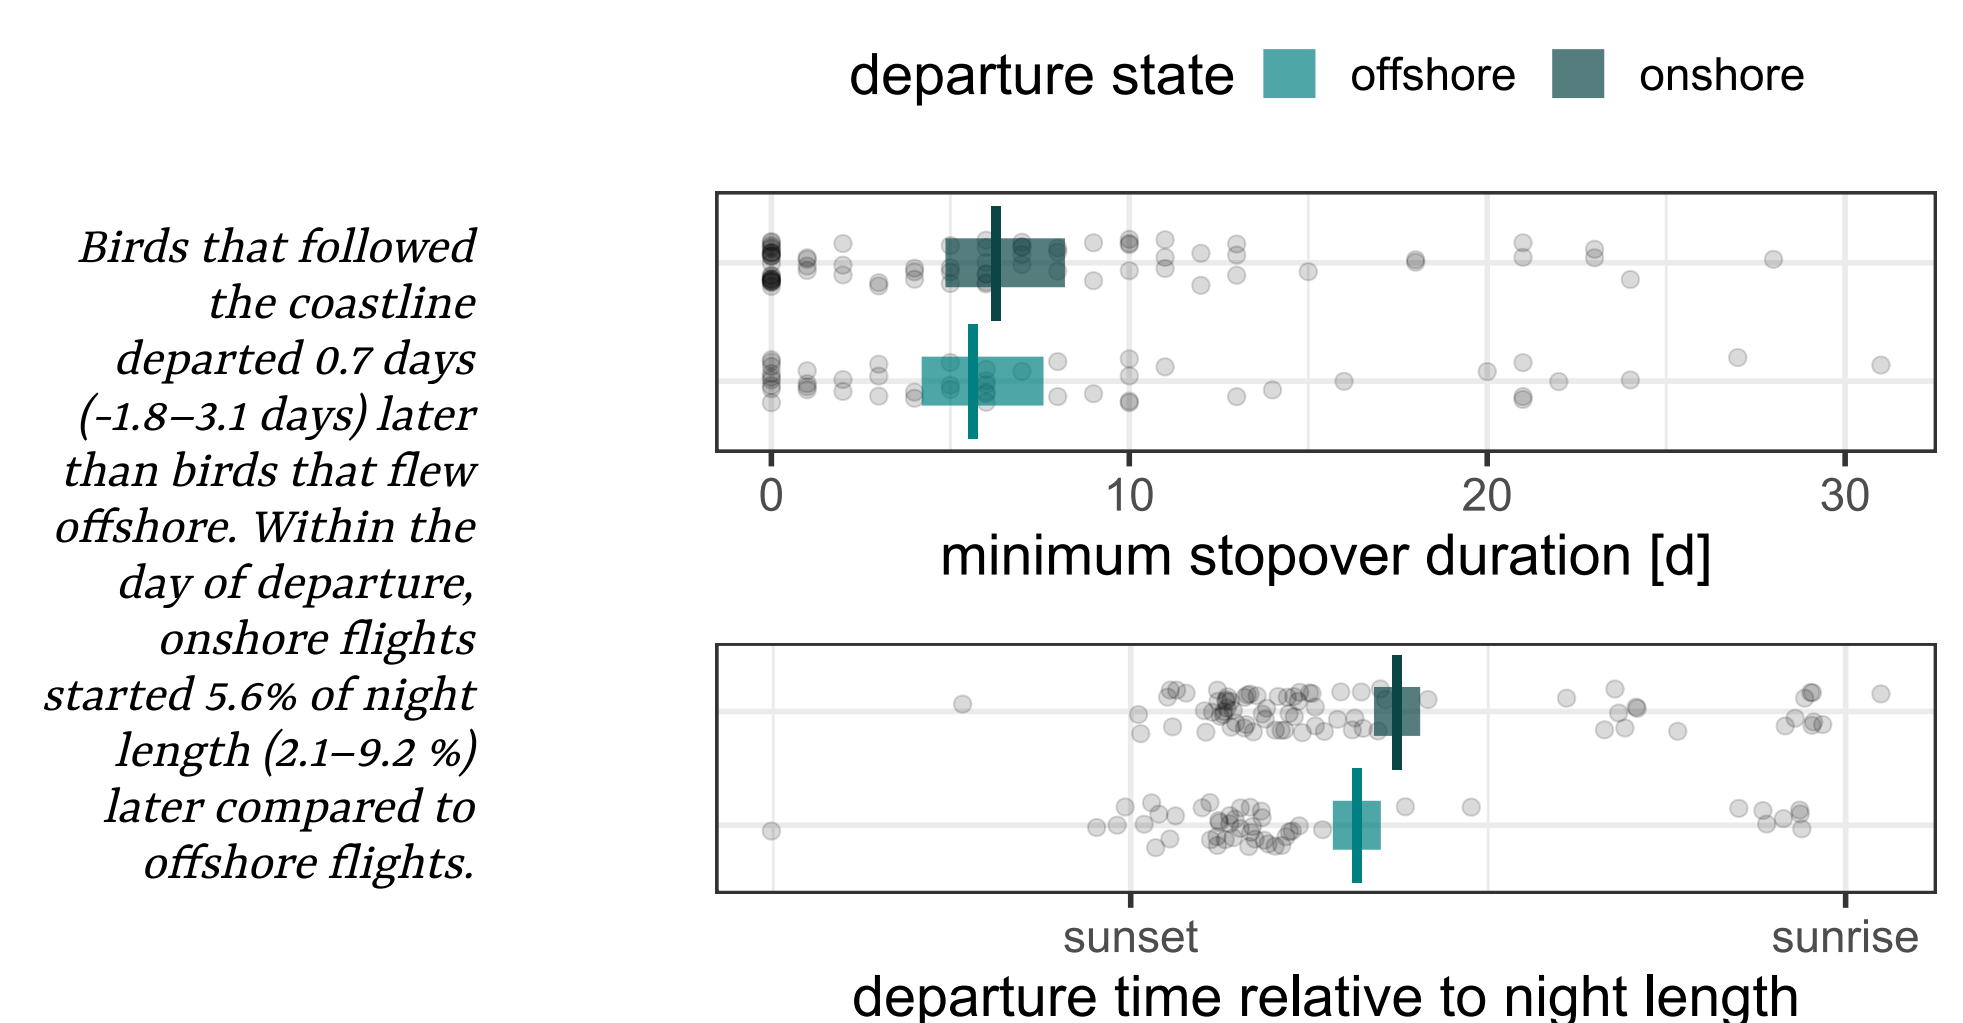 departure state offshore onshore
Birds that followed
the coastline
departed 0.7 days
(-1.8–3.1 days) later
than birds that flew
offshore. Within the
day of departure,
onshore flights
started 5.6% of night
length (2.1–9.2 %)
later compared to
offshore flights.
0 10 20 30
minimum stopover duration [d]
sunset sunrise
departure time relative to night length